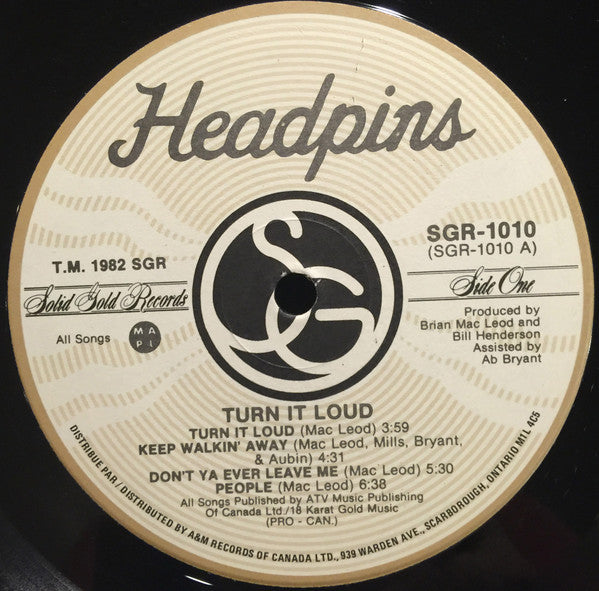 Headpins
SG
T.M. 1982 SGR
Solid Gold Records
All Songs
M A
P L
SGR-1010
(SGR-1010 A)
Side One
Produced by
Brian Mac Leod and
Bill Henderson
Assisted by
Ab Bryant
TURN IT LOUD
TURN IT LOUD (Mac Leod) 3:59
KEEP WALKIN' AWAY (Mac Leod, Mills, Bryant,
& Aubin) 4:31
DON'T YA EVER LEAVE ME (Mac Leod) 5:30
PEOPLE (Mac Leod) 6:38
All Songs Published by ATV Music Publishing
Of Canada Ltd/18 Karat Gold Music
(PRO - CAN.)
DISTRIBUE PAR / DISTRIBUTED BY A&M RECORDS OF CANADA LTD., 939 WARDEN AVE., SCARBOROUGH, ONTARIO M1L 4C5